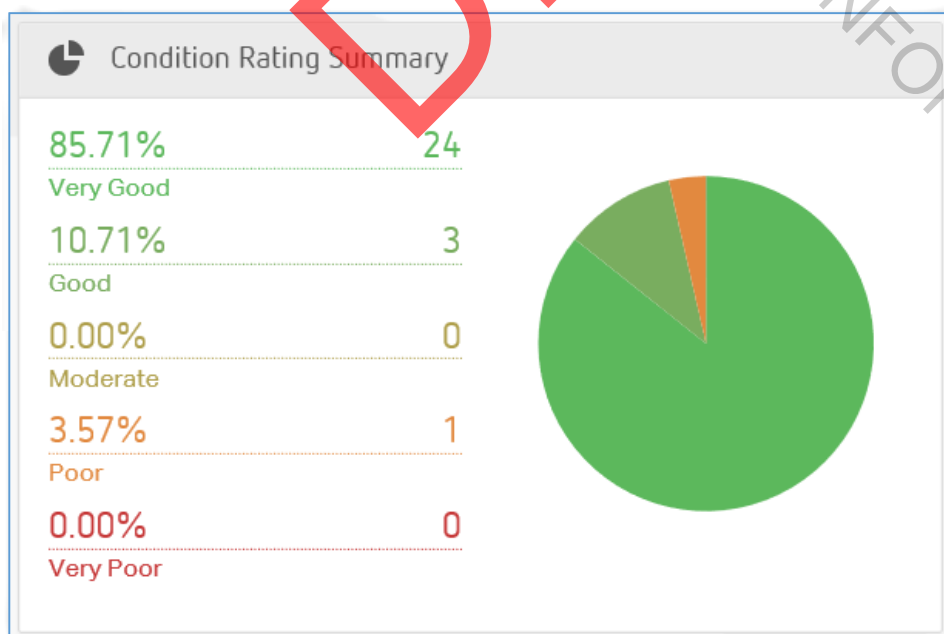 Condition Rating Summary
85.71% 24
Very Good
10.71% 3
Good
0.00% 0
Moderate
3.57% 1
Poor
0.00% 0
Very Poor